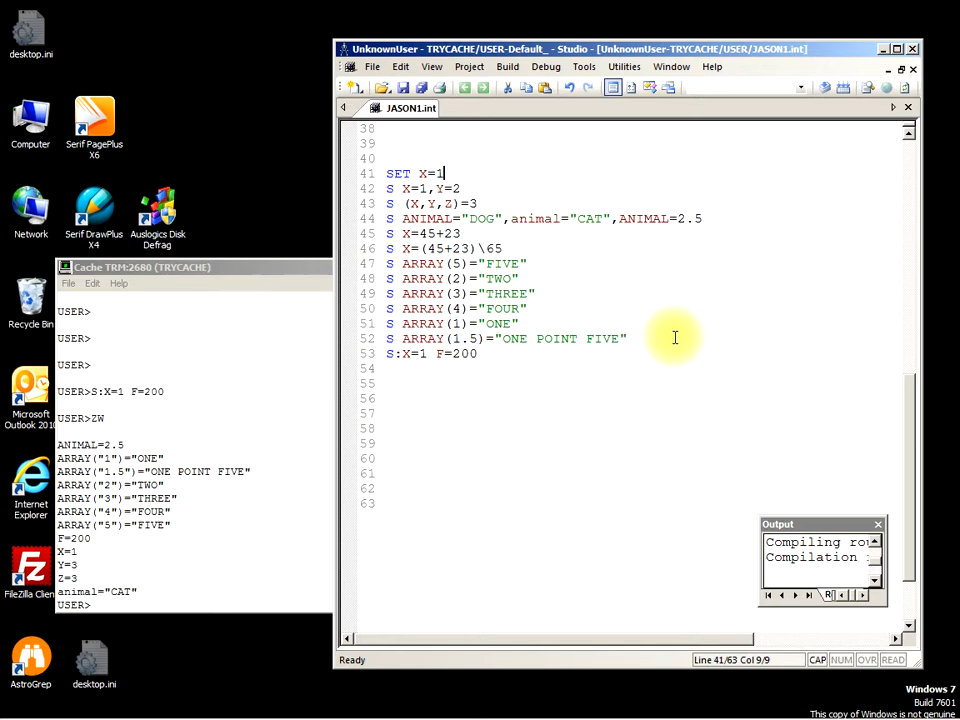 desktop.ini
Computer
Serif PagePlus
X6
Network
Serif DrawPlus
X4
Auslogics Disk
Defrag
Recycle Bin
Microsoft
Outlook 2010
Internet
Explorer
FileZilla Client
AstroGrep
desktop.ini
Cache TRM:2680 (TRYCACHE)
File Edit Help
USER>
USER>
USER>
USER>S:X=1 F=200
USER>ZW
ANIMAL=2.5
ARRAY("1")="ONE"
ARRAY("1.5")="ONE POINT FIVE"
ARRAY("2")="TWO"
ARRAY("3")="THREE"
ARRAY("4")="FOUR"
ARRAY("5")="FIVE"
F=200
X=1
Y=3
Z=3
animal="CAT"
USER>
UnknownUser - TRYCACHE/USER-Default_ - Studio - [UnknownUser-TRYCACHE/USER/JASON1.int]
File Edit View Project Build Debug Tools Utilities Window Help
JASON1.int
38
39
40
41 SET X=1
42 S X=1,Y=2
43 S (X,Y,Z)=3
44 S ANIMAL="DOG",animal="CAT",ANIMAL=2.5
45 S X=45+23
46 S X=(45+23)\65
47 S ARRAY(5)="FIVE"
48 S ARRAY(2)="TWO"
49 S ARRAY(3)="THREE"
50 S ARRAY(4)="FOUR"
51 S ARRAY(1)="ONE"
52 S ARRAY(1.5)="ONE POINT FIVE"
53 S:X=1 F=200
54
55
56
57
58
59
60
61
62
63
Output
Compiling rou
Compilation
Ready
Line 41/63 Col 9/9
CAP NUM OVR READ
Windows 7
Build 7601
This copy of Windows is not genuine